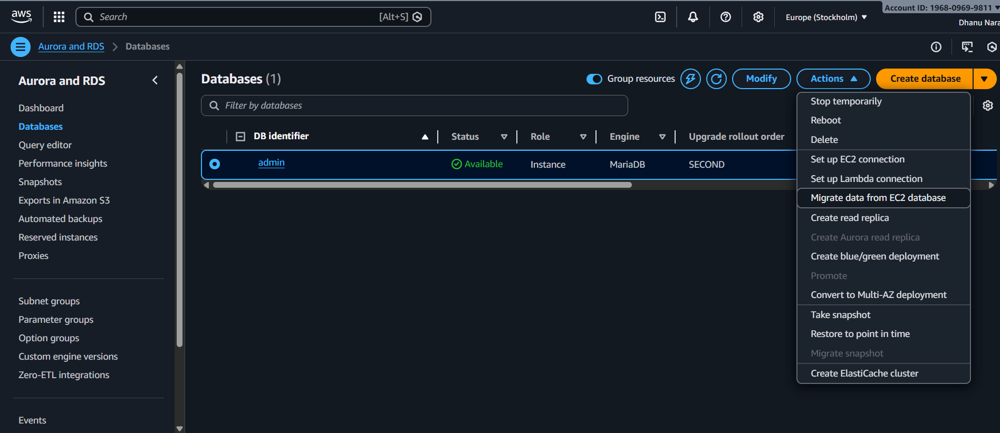 aws
Search
[Alt+S]
Europe (Stockholm)
Account ID: 1968-0969-9811
Dhanu Nara
Aurora and RDS
Databases
Aurora and RDS
Dashboard
Databases
Query editor
Performance insights
Snapshots
Exports in Amazon S3
Automated backups
Reserved instances
Proxies
Subnet groups
Parameter groups
Option groups
Custom engine versions
Zero-ETL integrations
Events
Databases (1)
Group resources
Modify
Actions
Create database
Filter by databases
DB identifier
Status
Role
Engine
Upgrade rollout order
admin
Available
Instance
MariaDB
SECOND
Stop temporarily
Reboot
Delete
Set up EC2 connection
Set up Lambda connection
Migrate data from EC2 database
Create read replica
Create Aurora read replica
Create blue/green deployment
Promote
Convert to Multi-AZ deployment
Take snapshot
Restore to point in time
Migrate snapshot
Create ElastiCache cluster